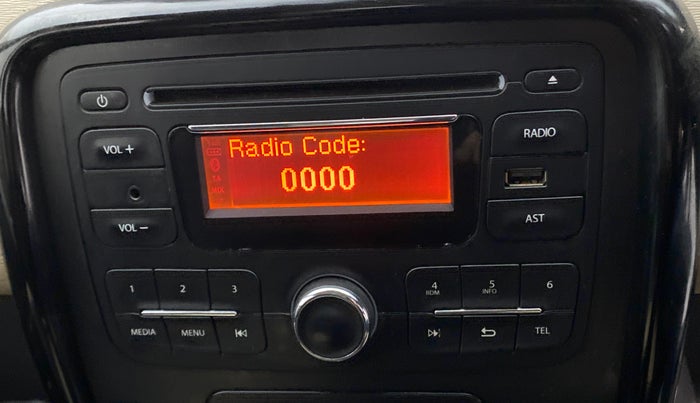 Radio Code:
0000
VOL +
VOL −
RADIO
AST
1 2 3
MEDIA MENU
4 5 6
RDM INFO
TEL